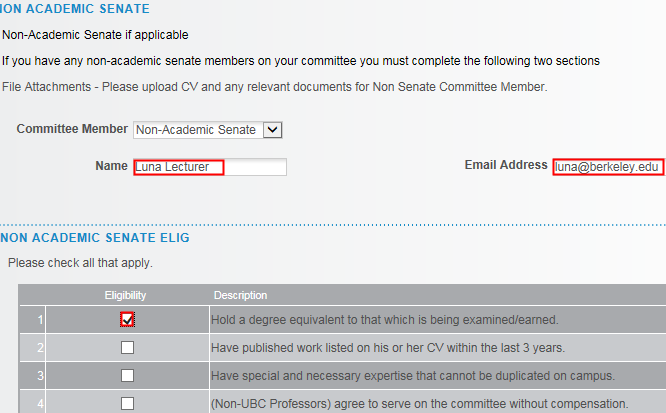 NON ACADEMIC SENATE
Non-Academic Senate if applicable
If you have any non-academic senate members on your committee you must complete the following two sections
File Attachments - Please upload CV and any relevant documents for Non Senate Committee Member.
Committee Member Non-Academic Senate
Name Luna Lecturer Email Address luna@berkeley.edu
NON ACADEMIC SENATE ELIG
Please check all that apply.
Eligibility Description
1 Hold a degree equivalent to that which is being examined/earned.
2 Have published work listed on his or her CV within the last 3 years.
3 Have special and necessary expertise that cannot be duplicated on campus.
4 (Non-UBC Professors) agree to serve on the committee without compensation.